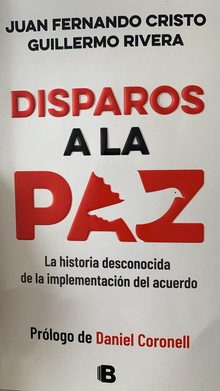 JUAN FERNANDO CRISTO
GUILLERMO RIVERA
DISPAROS
A LA
PAZ
La historia desconocida
de la implementación del acuerdo
Prólogo de Daniel Coronell
B